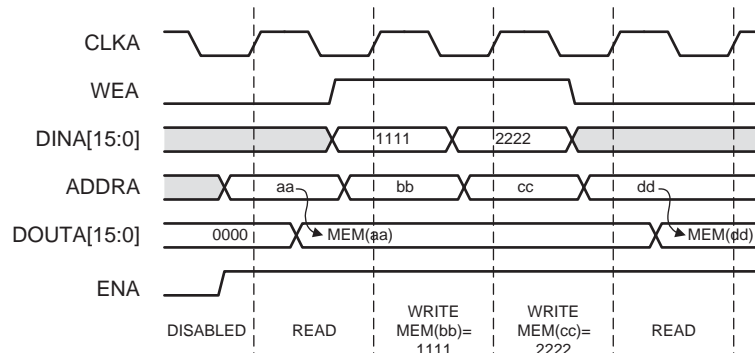 CLKA
WEA
DINA[15:0] 1111 2222
ADDRA aa bb cc dd
DOUTA[15:0] 0000 MEM(aa) MEM(dd)
ENA
DISABLED READ WRITE MEM(bb)= 1111 WRITE MEM(cc)= 2222 READ